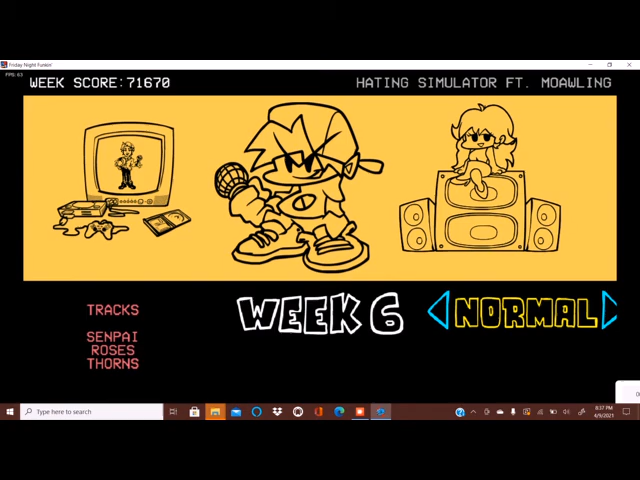 Friday Night Funkin'
FPS: 63
WEEK SCORE:71670
HATING SIMULATOR FT. MOAWLING
TRACKS
WEEK 6
NORMAL
SENPAI
ROSES
THORNS
Type here to search
8:37 PM
4/9/2021